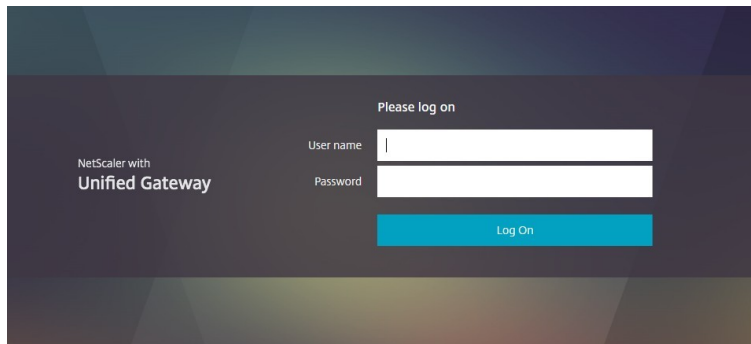 Please log on
User name
NetScaler with
Unified Gateway
Password
Log On